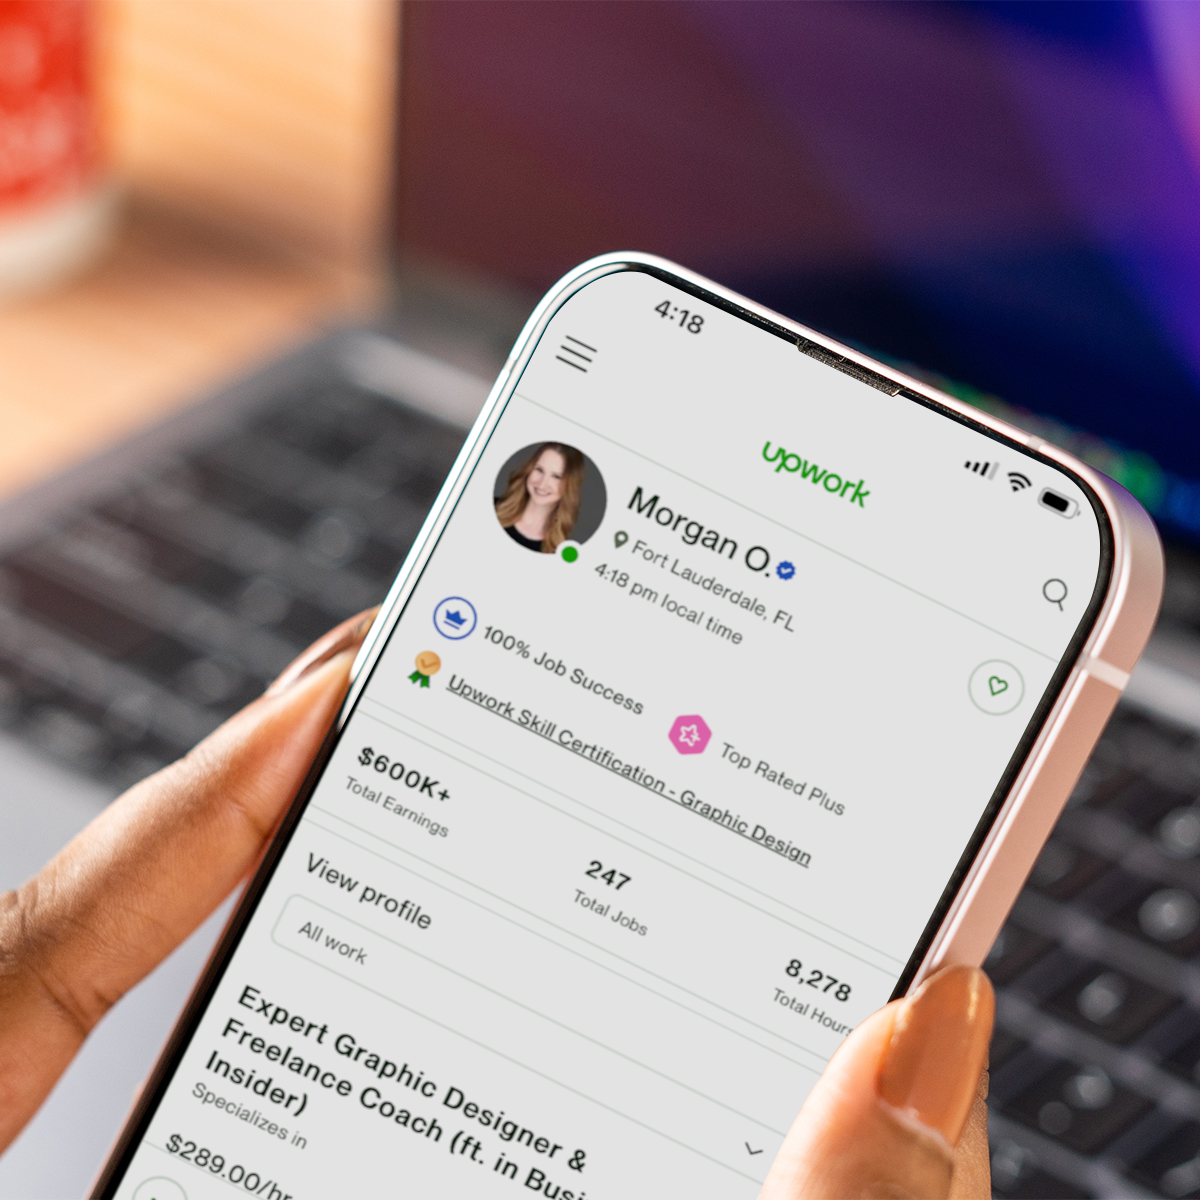 4:18
upwork
Morgan O.
Fort Lauderdale, FL
4:18 pm local time
100% Job Success
Top Rated Plus
Upwork Skill Certification - Graphic Design
$600K+
Total Earnings
247
Total Jobs
8,278
Total Hours
View profile
All work
Expert Graphic Designer &
Freelance Coach (ft. in Busi
Insider)
Specializes in
$289.00/hr